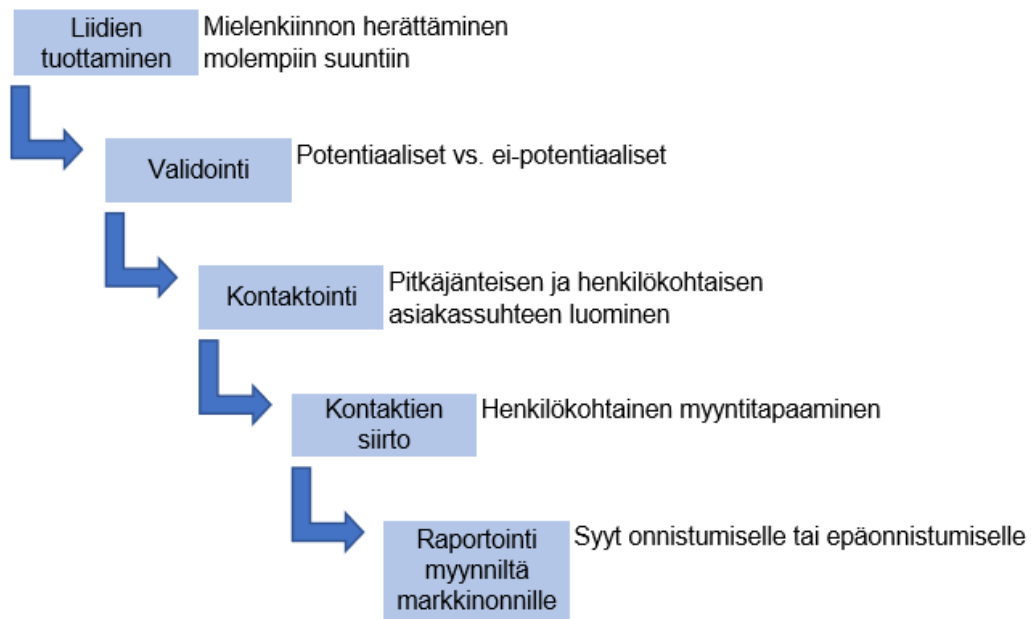 Liidien
tuottaminen
Mielenkiinnon herättäminen
molempiin suuntiin
Validointi
Potentiaaliset vs. ei-potentiaaliset
Kontaktointi
Pitkäjänteisen ja henkilökohtaisen
asiakassuhteen luominen
Kontaktien
siirto
Henkilökohtainen myyntitapaaminen
Raportointi
myynniltä
markkinonnille
Syyt onnistumiselle tai epäonnistumiselle